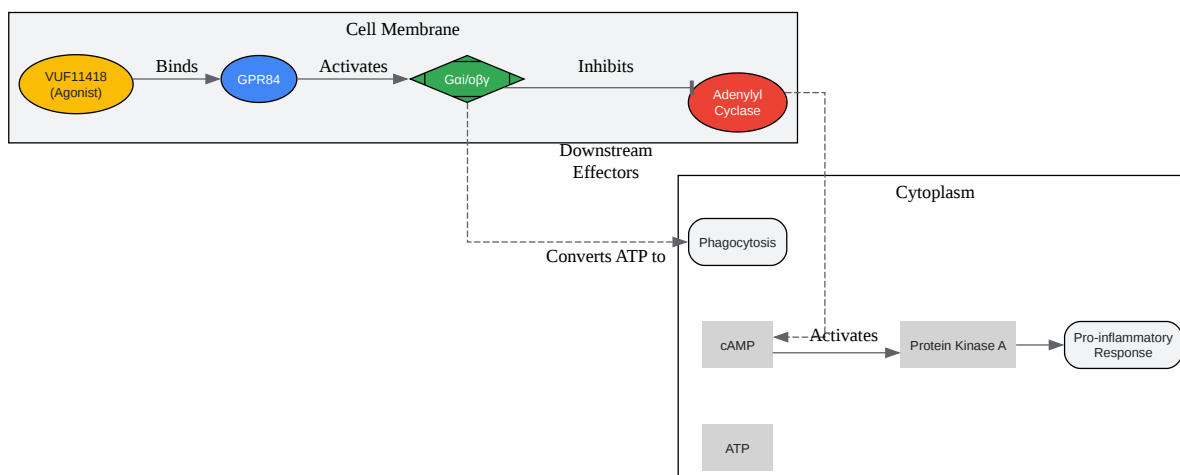 Cell Membrane
VUF11418
(Agonist)
Binds
GPR84
Activates
Gαi/oβγ
Inhibits
Adenylyl
Cyclase
Downstream
Effectors
Cytoplasm
Phagocytosis
Converts ATP to
cAMP
Activates
Protein Kinase A
Pro-inflammatory
Response
ATP